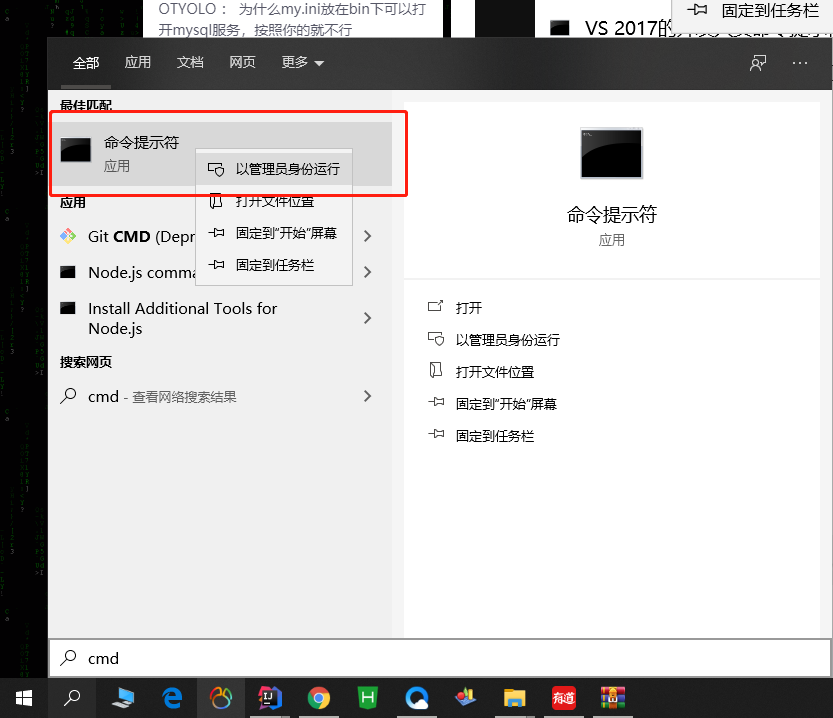 OTYOLO： 为什么my.ini放在bin下可以打
开mysql服务，按照你的就不行
VS 2017的
固定到任务栏
全部 应用 文档 网页 更多
最佳匹配
命令提示符
应用
以管理员身份运行
打开文件位置
固定到"开始"屏幕
固定到任务栏
应用
Git CMD (Depr
Node.js comma
Install Additional Tools for
Node.js
搜索网页
cmd - 查看网络搜索结果
命令提示符
应用
打开
以管理员身份运行
打开文件位置
固定到"开始"屏幕
固定到任务栏
cmd
IJ
H
有道